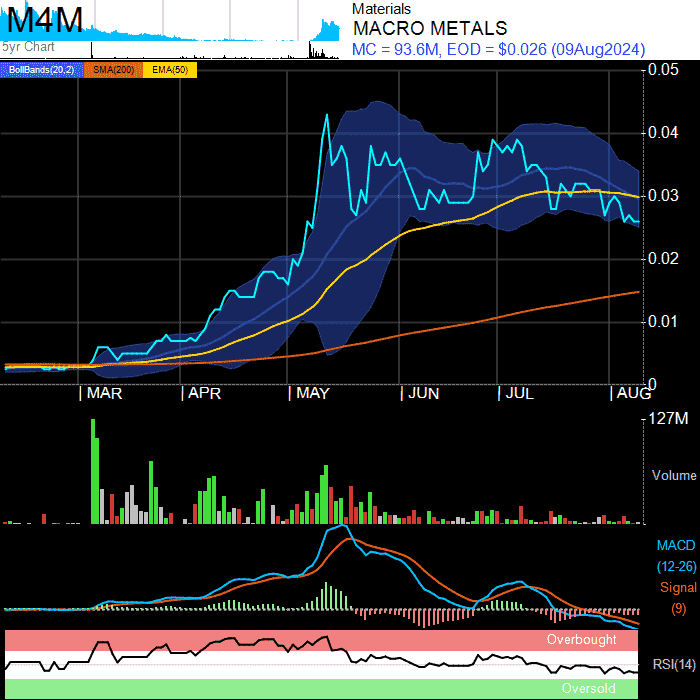 M4M
5yr Chart
Materials
MACRO METALS
MC = 93.6M, EOD = $0.026 (09Aug2024)
BollBands(20,2) SMA(200) EMA(50)
0.05
0.04
0.03
0.02
0.01
0
MAR APR MAY JUN JUL AUG
127M
Volume
MACD
(12-26)
Signal
(9)
Overbought
RSI(14)
Oversold